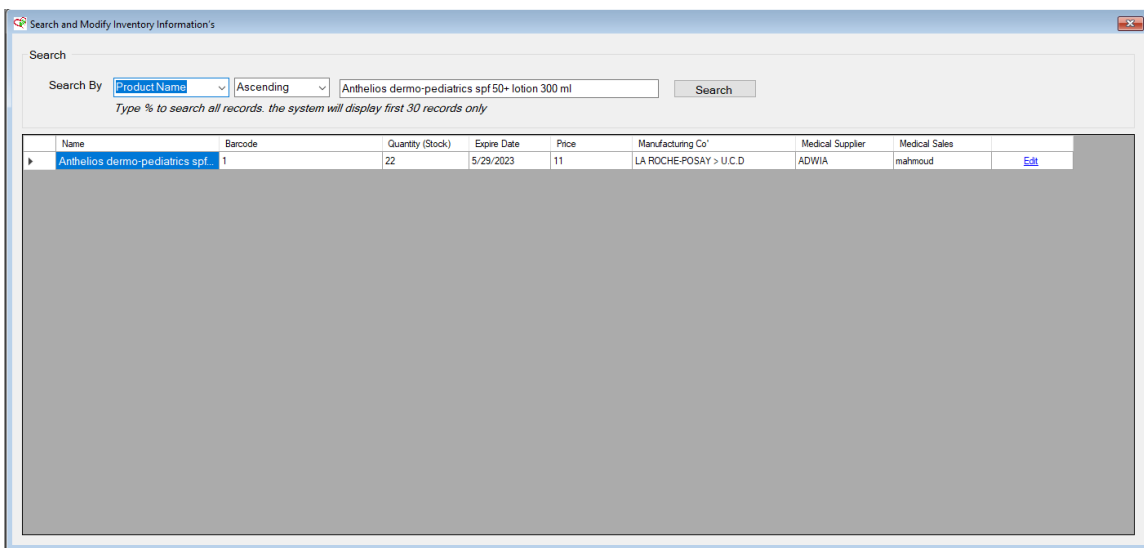 Search and Modify Inventory Information's
Search
Search By Product Name Ascending Anthelios dermo-pediatrics spf 50+ lotion 300 ml Search
Type % to search all records. the system will display first 30 records only
Name Barcode Quantity (Stock) Expire Date Price Manufacturing Co' Medical Supplier Medical Sales
Anthelios dermo-pediatrics spf... 1 22 5/29/2023 11 LA ROCHE-POSAY > U.C.D ADWIA mahmoud Edit